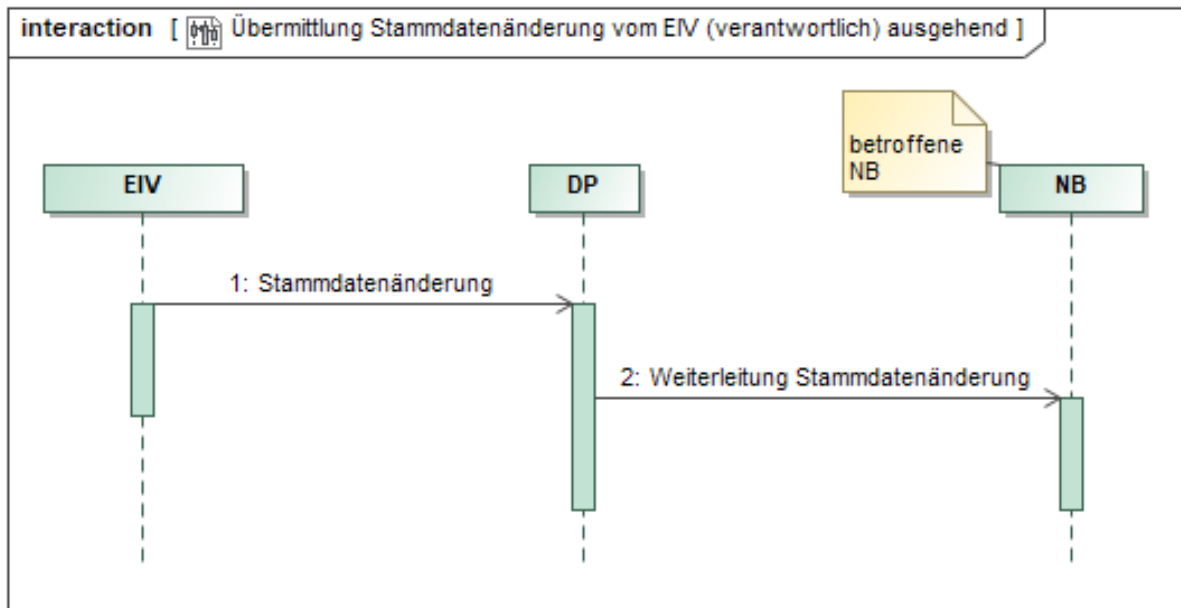 interaction [ Übermittlung Stammdatenänderung vom EIV (verantwortlich) ausgehend ]
betroffene
NB
EIV
DP
NB
1: Stammdatenänderung
2: Weiterleitung Stammdatenänderung